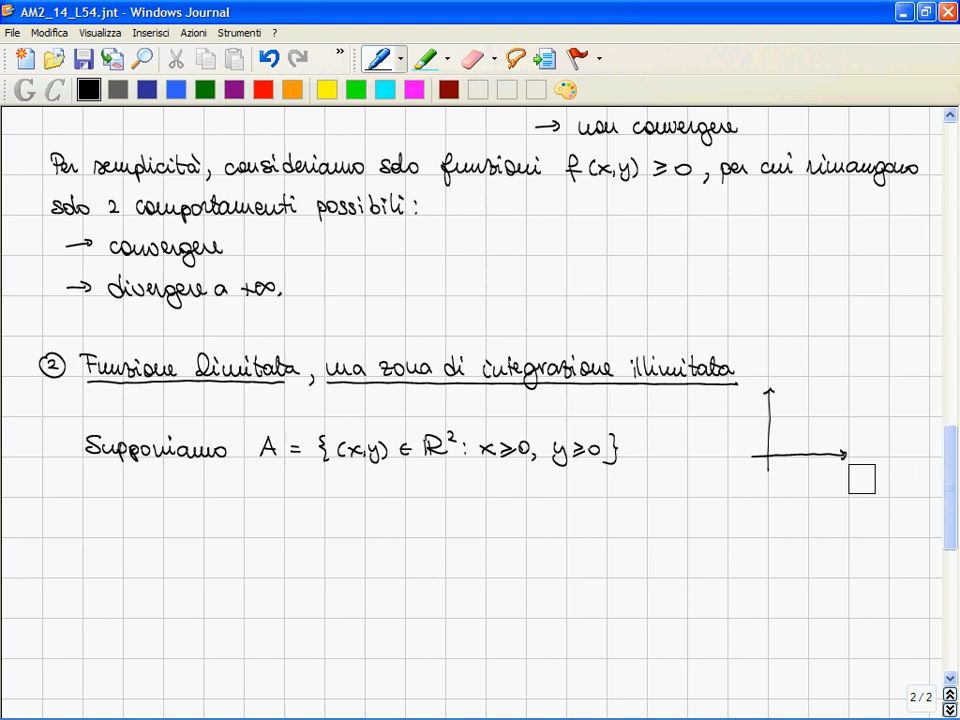 AM2_14_L54.jnt - Windows Journal
File Modifica Visualizza Inserisci Azioni Strumenti ?
»
→ non convergere
Per semplicità, consideriamo solo funzioni f(x,y) ≥ 0, per cui rimangono
solo 2 comportamenti possibili:
→ convergere
→ divergere a +∞.
② Funzione limitata, ma zona di integrazione illimitata
Supponiamo A = {(x,y) ∈ ℝ²: x≥0, y≥0}
2 / 2